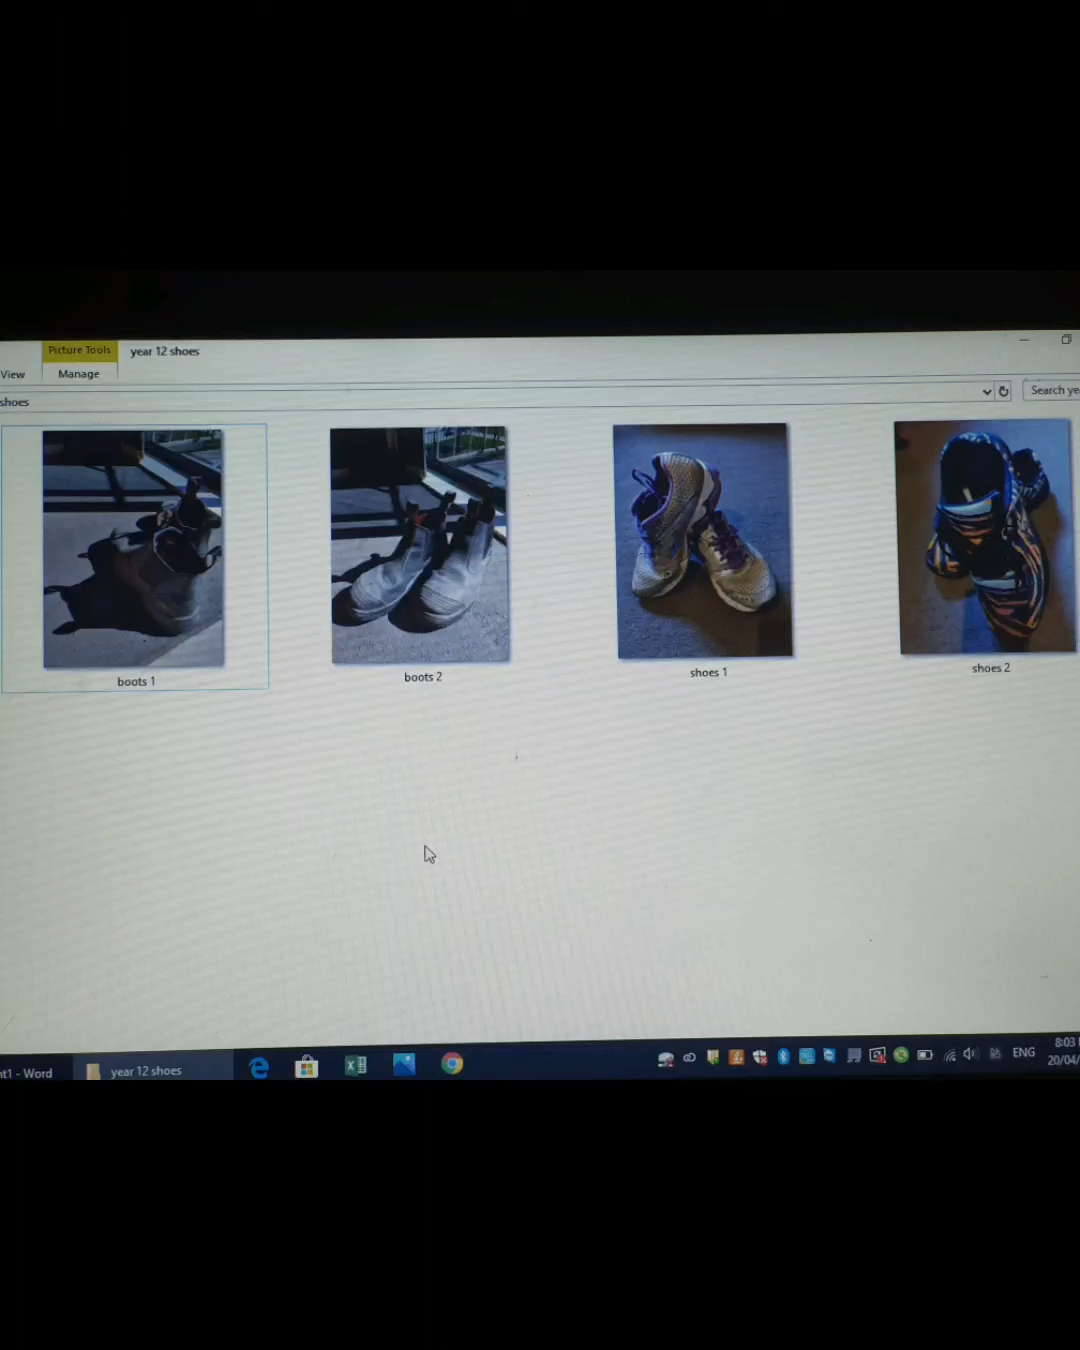 Picture Tools
year 12 shoes
View
Manage
shoes
Search ye
boots 1
boots 2
shoes 1
shoes 2
nt1 - Word
year 12 shoes
ENG
8:03
20/04/